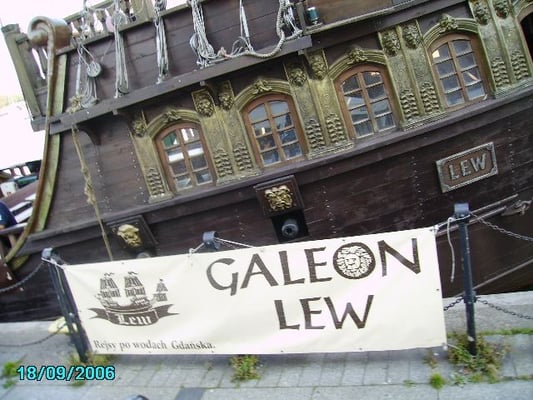 LEW
GALEON
LEW
Lew
Rejsy po wodach Gdańska.
18/09/2006